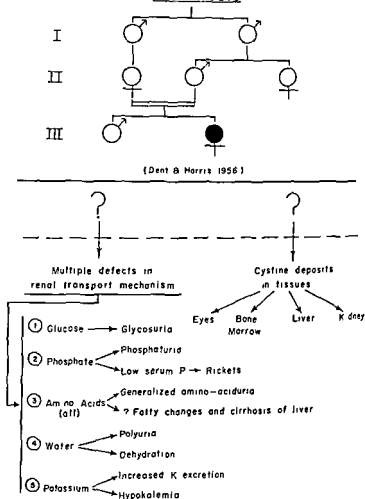 I
II
III
(Dent & Harris 1956)
? ?
Multiple defects in
renal transport mechanism
Cystine deposits
in tissues
Eyes Bone Marrow Liver Kidney
1 Glucose Glycosuria
2 Phosphate Phosphaturia
Low serum P → Rickets
3 Amino Acids (all) Generalized amino-aciduria
? Fatty changes and cirrhosis of liver
4 Water Polyuria
Dehydration
5 Potassium Increased K excretion
Hypokalemia